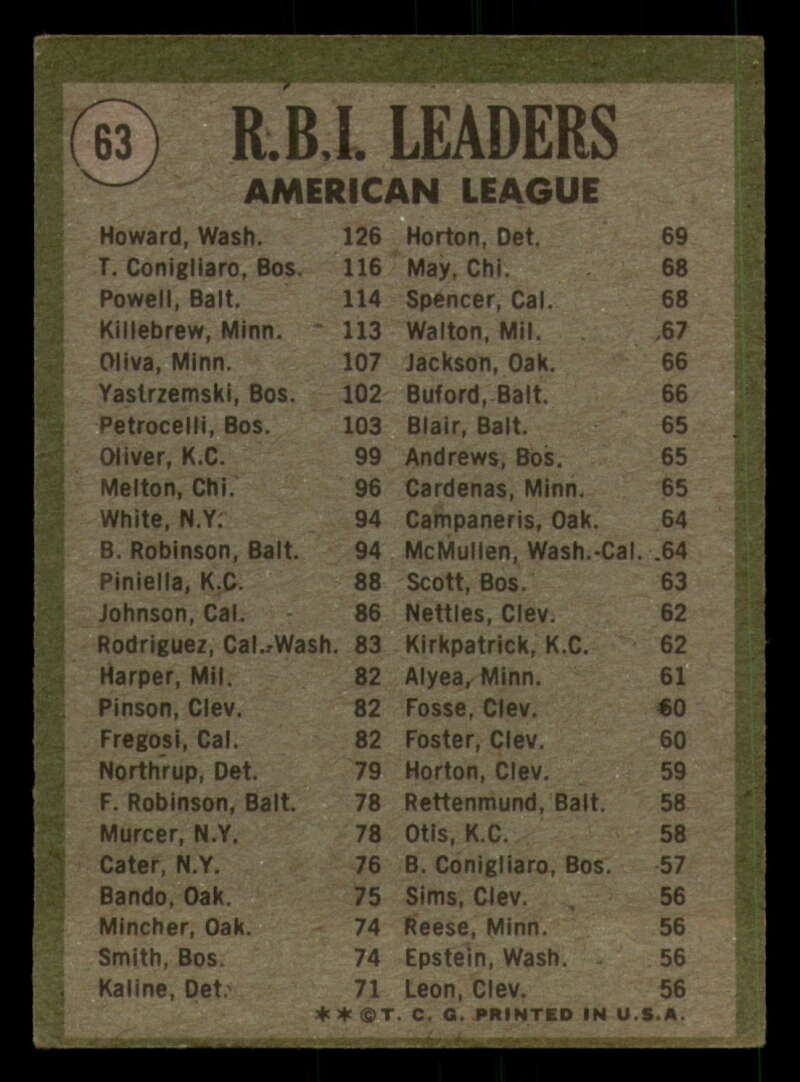 63
R.B.I. LEADERS
AMERICAN LEAGUE
Howard, Wash. 126
T. Conigliaro, Bos. 116
Powell, Balt. 114
Killebrew, Minn. 113
Oliva, Minn. 107
Yastrzemski, Bos. 102
Petrocelli, Bos. 103
Oliver, K.C. 99
Melton, Chi. 96
White, N.Y. 94
B. Robinson, Balt. 94
Piniella, K.C. 88
Johnson, Cal. 86
Rodriguez, Cal.-Wash. 83
Harper, Mil. 82
Pinson, Clev. 82
Fregosi, Cal. 82
Northrup, Det. 79
F. Robinson, Balt. 78
Murcer, N.Y. 78
Cater, N.Y. 76
Bando, Oak. 75
Mincher, Oak. 74
Smith, Bos. 74
Kaline, Det. 71
Horton, Det. 69
May, Chi. 68
Spencer, Cal. 68
Walton, Mil. 67
Jackson, Oak. 66
Buford, Balt. 66
Blair, Balt. 65
Andrews, Bos. 65
Cardenas, Minn. 65
Campaneris, Oak. 64
McMullen, Wash.-Cal. 64
Scott, Bos. 63
Nettles, Clev. 62
Kirkpatrick, K.C. 62
Alyea, Minn. 61
Fosse, Clev. 60
Foster, Clev. 60
Horton, Clev. 59
Rettenmund, Balt. 58
Otis, K.C. 58
B. Conigliaro, Bos. 57
Sims, Clev. 56
Reese, Minn. 56
Epstein, Wash. 56
Leon, Clev. 56
**©T. C. G. PRINTED IN U.S.A.